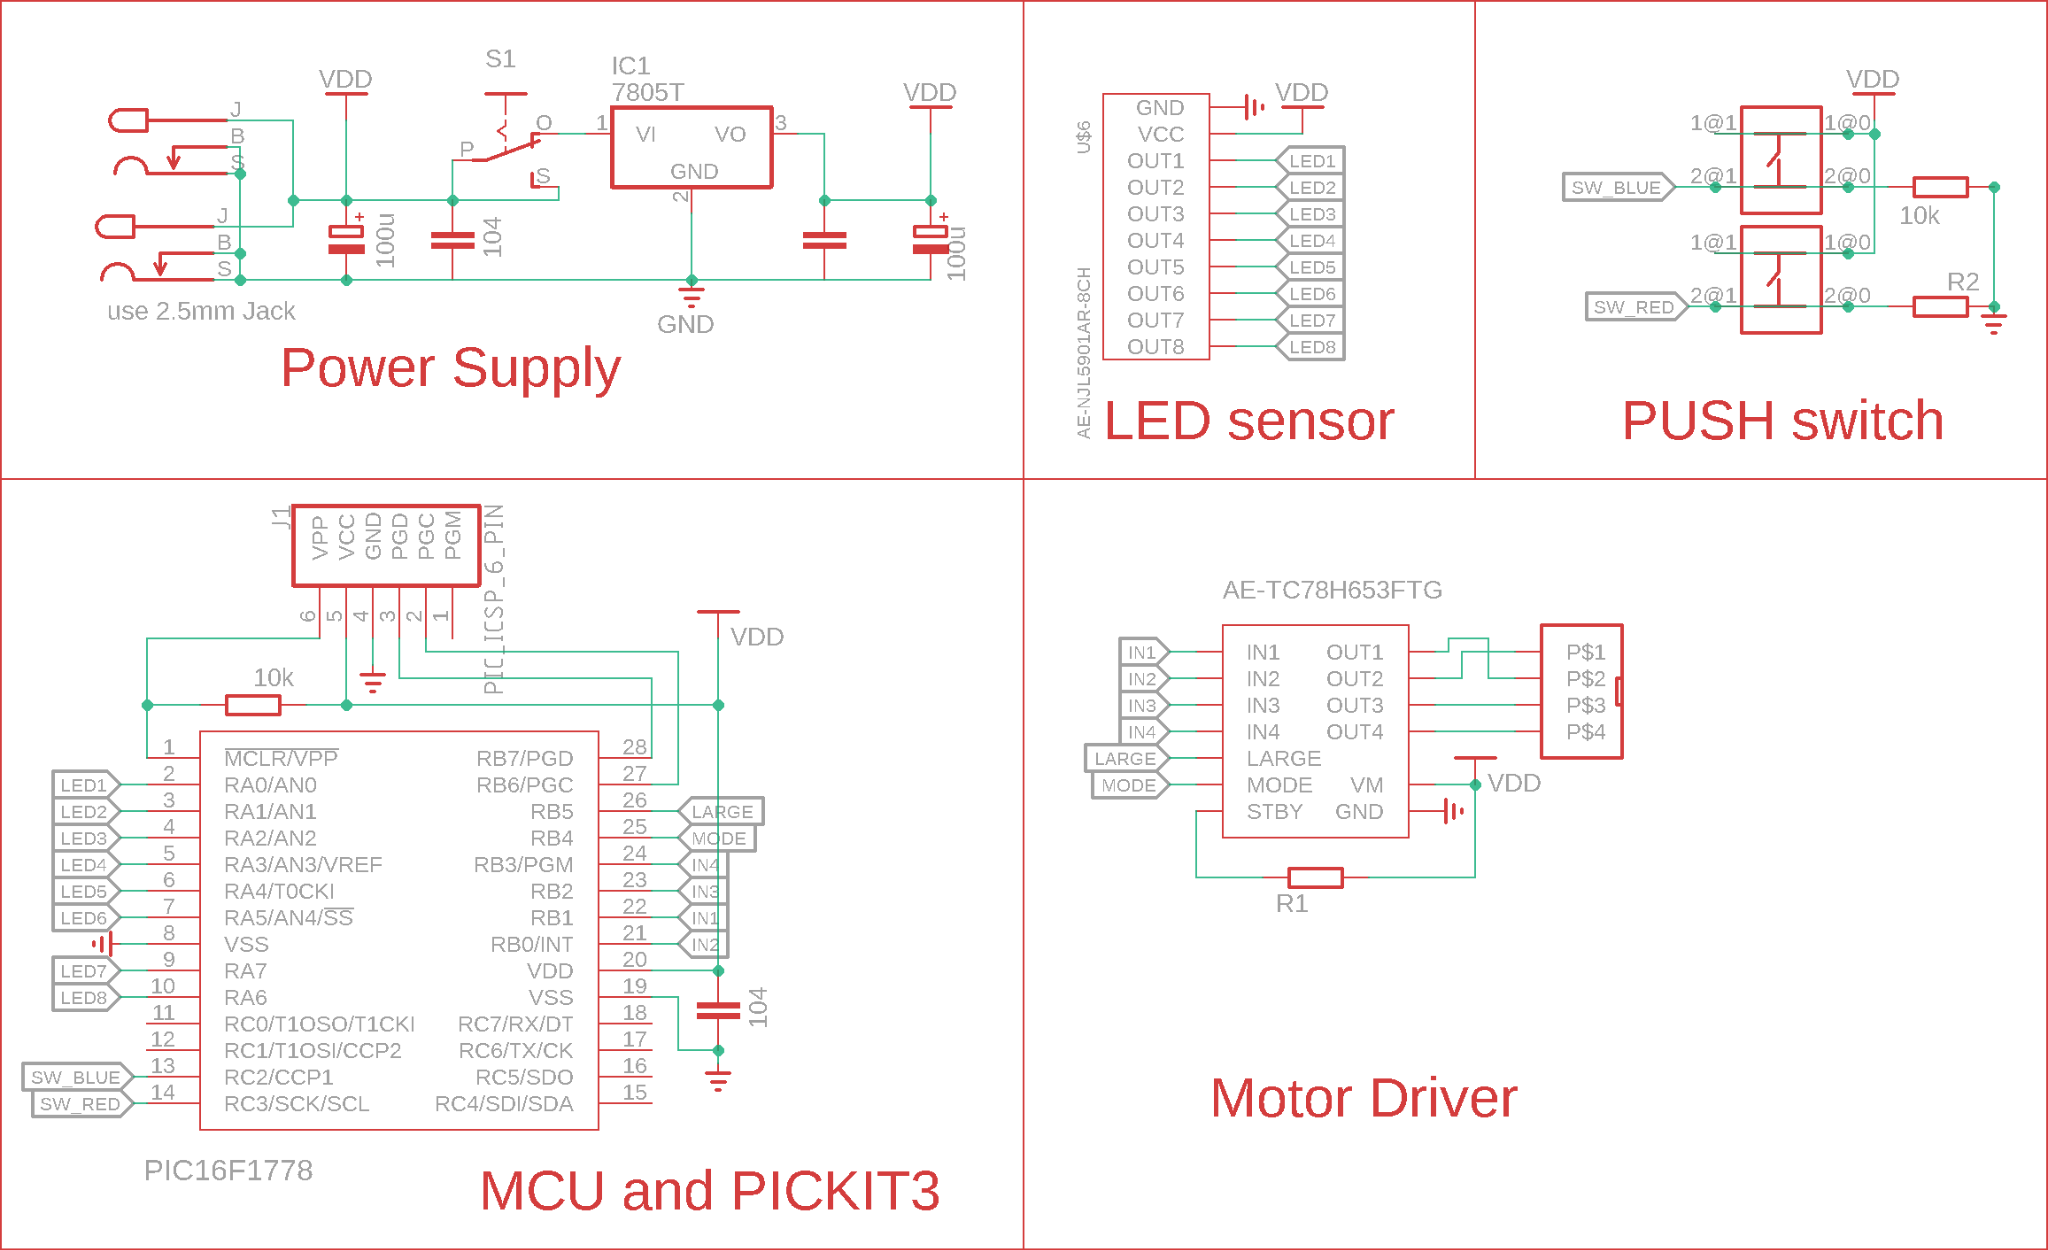 S1
IC1
7805T
VDD
VDD
J
B
S
P
O
S
1
VI
VO
3
GND
2
J
B
S
+
100u
104
+
100u
use 2.5mm Jack
GND
Power Supply
U$6
AE-NJL5901AR-8CH
VDD
GND
VCC
OUT1
LED1
OUT2
LED2
OUT3
LED3
OUT4
LED4
OUT5
LED5
OUT6
LED6
OUT7
LED7
OUT8
LED8
LED sensor
VDD
1@1
1@0
SW_BLUE
2@1
2@0
10k
1@1
1@0
SW_RED
2@1
2@0
R2
PUSH switch
J1
VPP
VCC
GND
PGD
PGC
PGM
PIC_ICSP_6_PIN
6
5
4
3
2
1
VDD
10k
1
MCLR/VPP
RB7/PGD
28
LED1
2
RA0/AN0
RB6/PGC
27
LED2
3
RA1/AN1
RB5
26
LARGE
LED3
4
RA2/AN2
RB4
25
MODE
LED4
5
RA3/AN3/VREF
RB3/PGM
24
IN4
LED5
6
RA4/T0CKI
RB2
23
IN3
LED6
7
RA5/AN4/SS
RB1
22
IN1
8
VSS
RB0/INT
21
IN2
LED7
9
RA7
VDD
20
LED8
10
RA6
VSS
19
104
11
RC0/T1OSO/T1CKI
RC7/RX/DT
18
12
RC1/T1OSI/CCP2
RC6/TX/CK
17
SW_BLUE
13
RC2/CCP1
RC5/SDO
16
SW_RED
14
RC3/SCK/SCL
RC4/SDI/SDA
15
PIC16F1778
MCU and PICKIT3
AE-TC78H653FTG
IN1
IN1
OUT1
P$1
IN2
IN2
OUT2
P$2
IN3
IN3
OUT3
P$3
IN4
IN4
OUT4
P$4
LARGE
LARGE
MODE
MODE
VM
VDD
STBY
GND
R1
Motor Driver